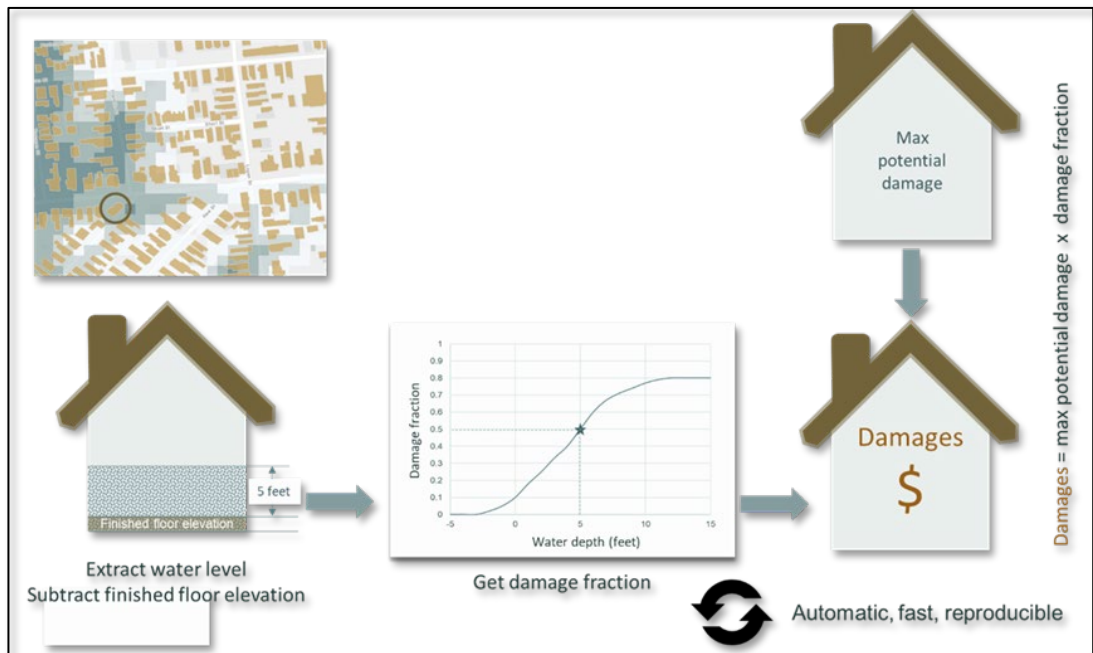 Max
potential
damage
Damages = max potential damage x damage fraction
5 feet
Finished floor elevation
Extract water level
Subtract finished floor elevation
Damage fraction
1
0.9
0.8
0.7
0.6
0.5
0.4
0.3
0.2
0.1
0
-5
0
5
10
15
Water depth (feet)
Get damage fraction
Damages
$
Automatic, fast, reproducible